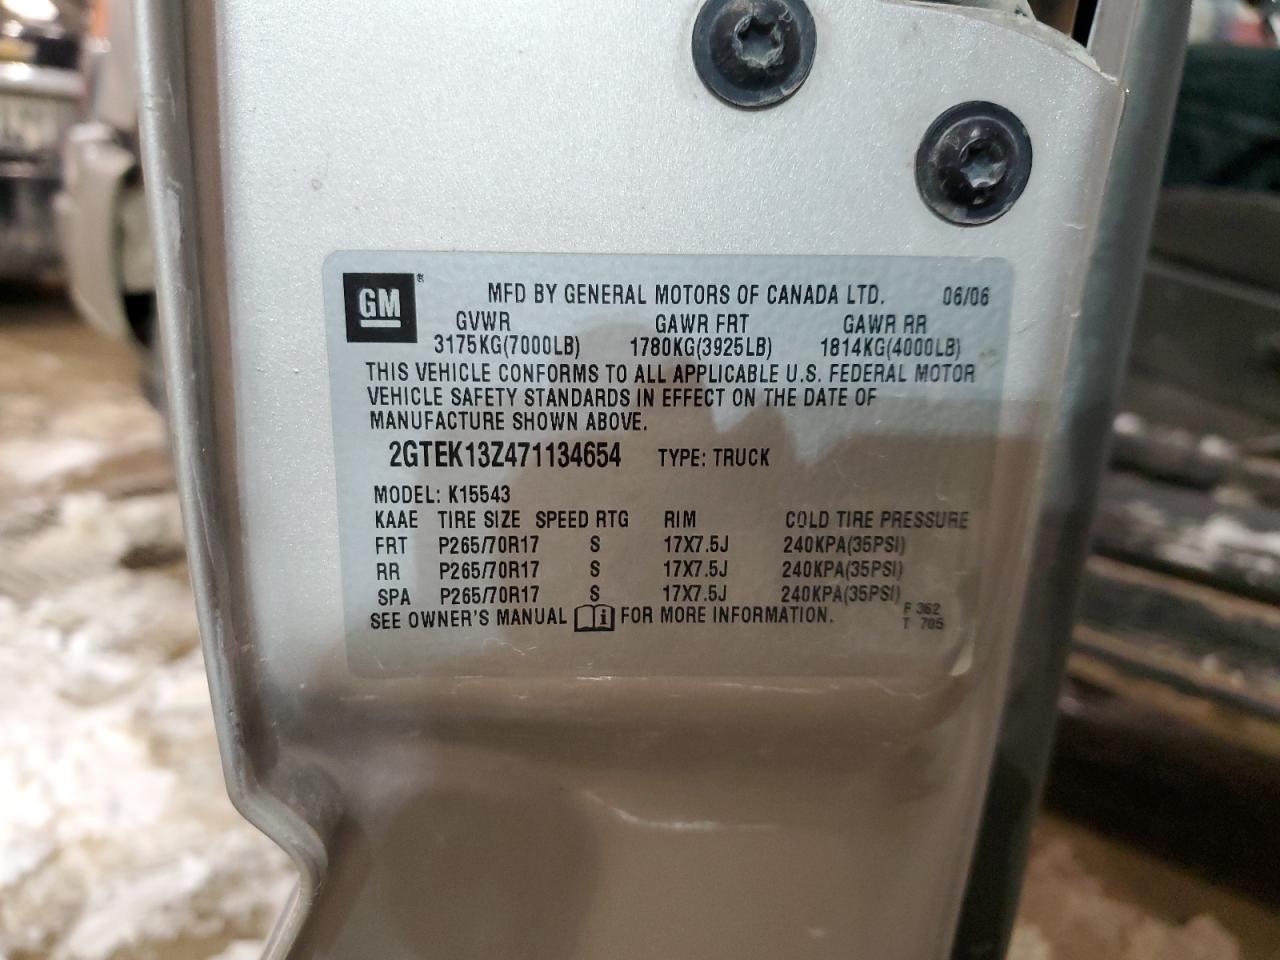 GM®
MFD BY GENERAL MOTORS OF CANADA LTD. 06/06
GVWR GAWR FRT GAWR RR
3175KG(7000LB) 1780KG(3925LB) 1814KG(4000LB)
THIS VEHICLE CONFORMS TO ALL APPLICABLE U.S. FEDERAL MOTOR
VEHICLE SAFETY STANDARDS IN EFFECT ON THE DATE OF
MANUFACTURE SHOWN ABOVE.
2GTEK13Z471134654 TYPE: TRUCK
MODEL: K15543
KAAE TIRE SIZE SPEED RTG RIM COLD TIRE PRESSURE
FRT P265/70R17 S 17X7.5J 240KPA(35PSI)
RR P265/70R17 S 17X7.5J 240KPA(35PSI)
SPA P265/70R17 S 17X7.5J 240KPA(35PSI)
SEE OWNER'S MANUAL i FOR MORE INFORMATION. F 362
T 705